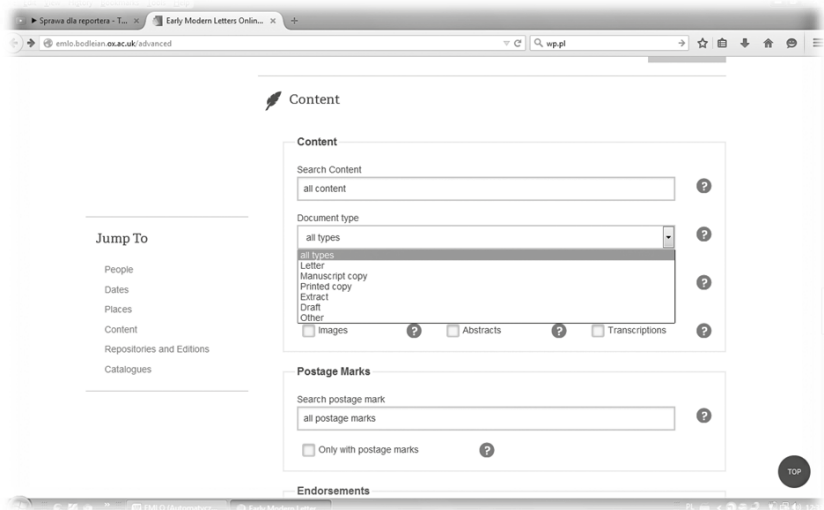 Sprawa dla reportera - T... × Early Modern Letters Onlin... × +
emlo.bodleian.ox.ac.uk/advanced wp.pl
Content
Content
Search Content
all content
?
Document type
all types
?
all types
Letter
Manuscript copy
Printed copy
Extract
Draft
Other
?
Images ? Abstracts ? Transcriptions ?
Jump To
People
Dates
Places
Content
Repositories and Editions
Catalogues
Postage Marks
Search postage mark
all postage marks
?
Only with postage marks ?
Endorsements
TOP